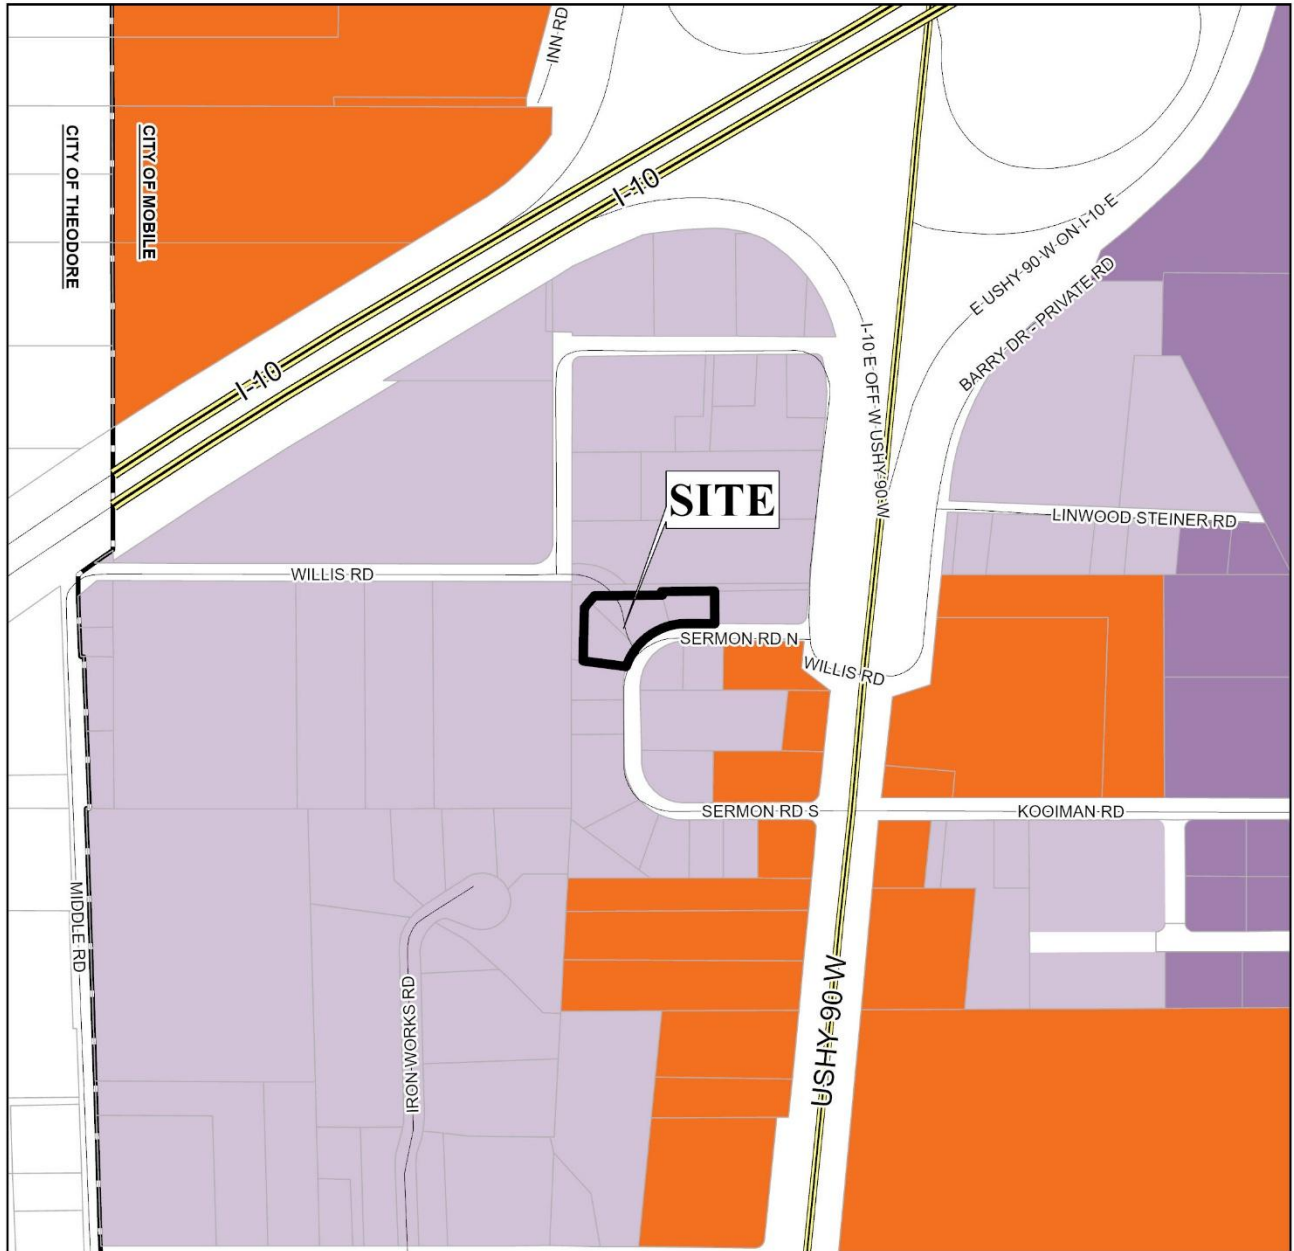 INN RD
I-10
CITY OF MOBILE
CITY OF THEODORE
E USHY 90 W ON I-10 E
BARRY DR - PRIVATE RD
I-10
I-10 E OFF W USHY 90 W
SITE
LINWOOD STEINER RD
WILLIS RD
SERMON RD N
WILLIS RD
SERMON RD S
KOOIMAN RD
MIDDLE RD
IRON WORKS RD
USHY 90 W